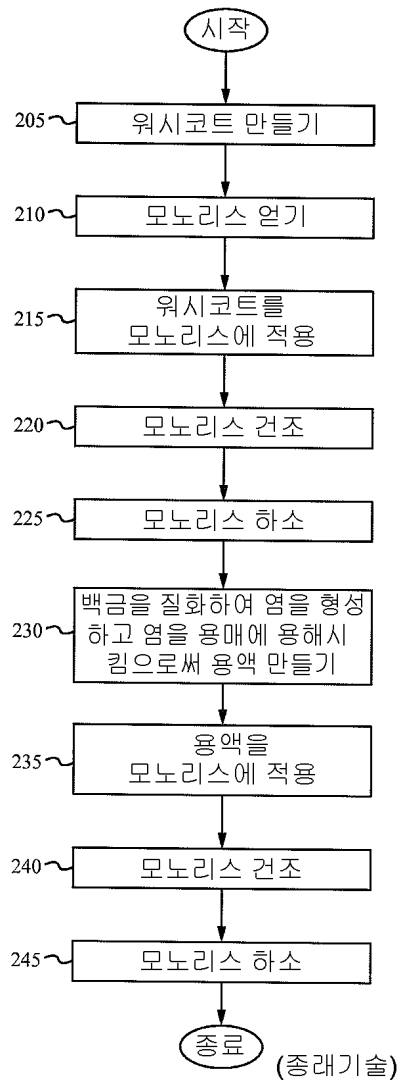 시작
205 워시코트 만들기
210 모노리스 얻기
215 워시코트를
모노리스에 적용
220 모노리스 건조
225 모노리스 하소
백금을 질화하여 염을 형성
230 하고 염을 용매에 용해시
킴으로써 용액 만들기
용액을
235 모노리스에 적용
240 모노리스 건조
245 모노리스 하소
종료
(종래기술)